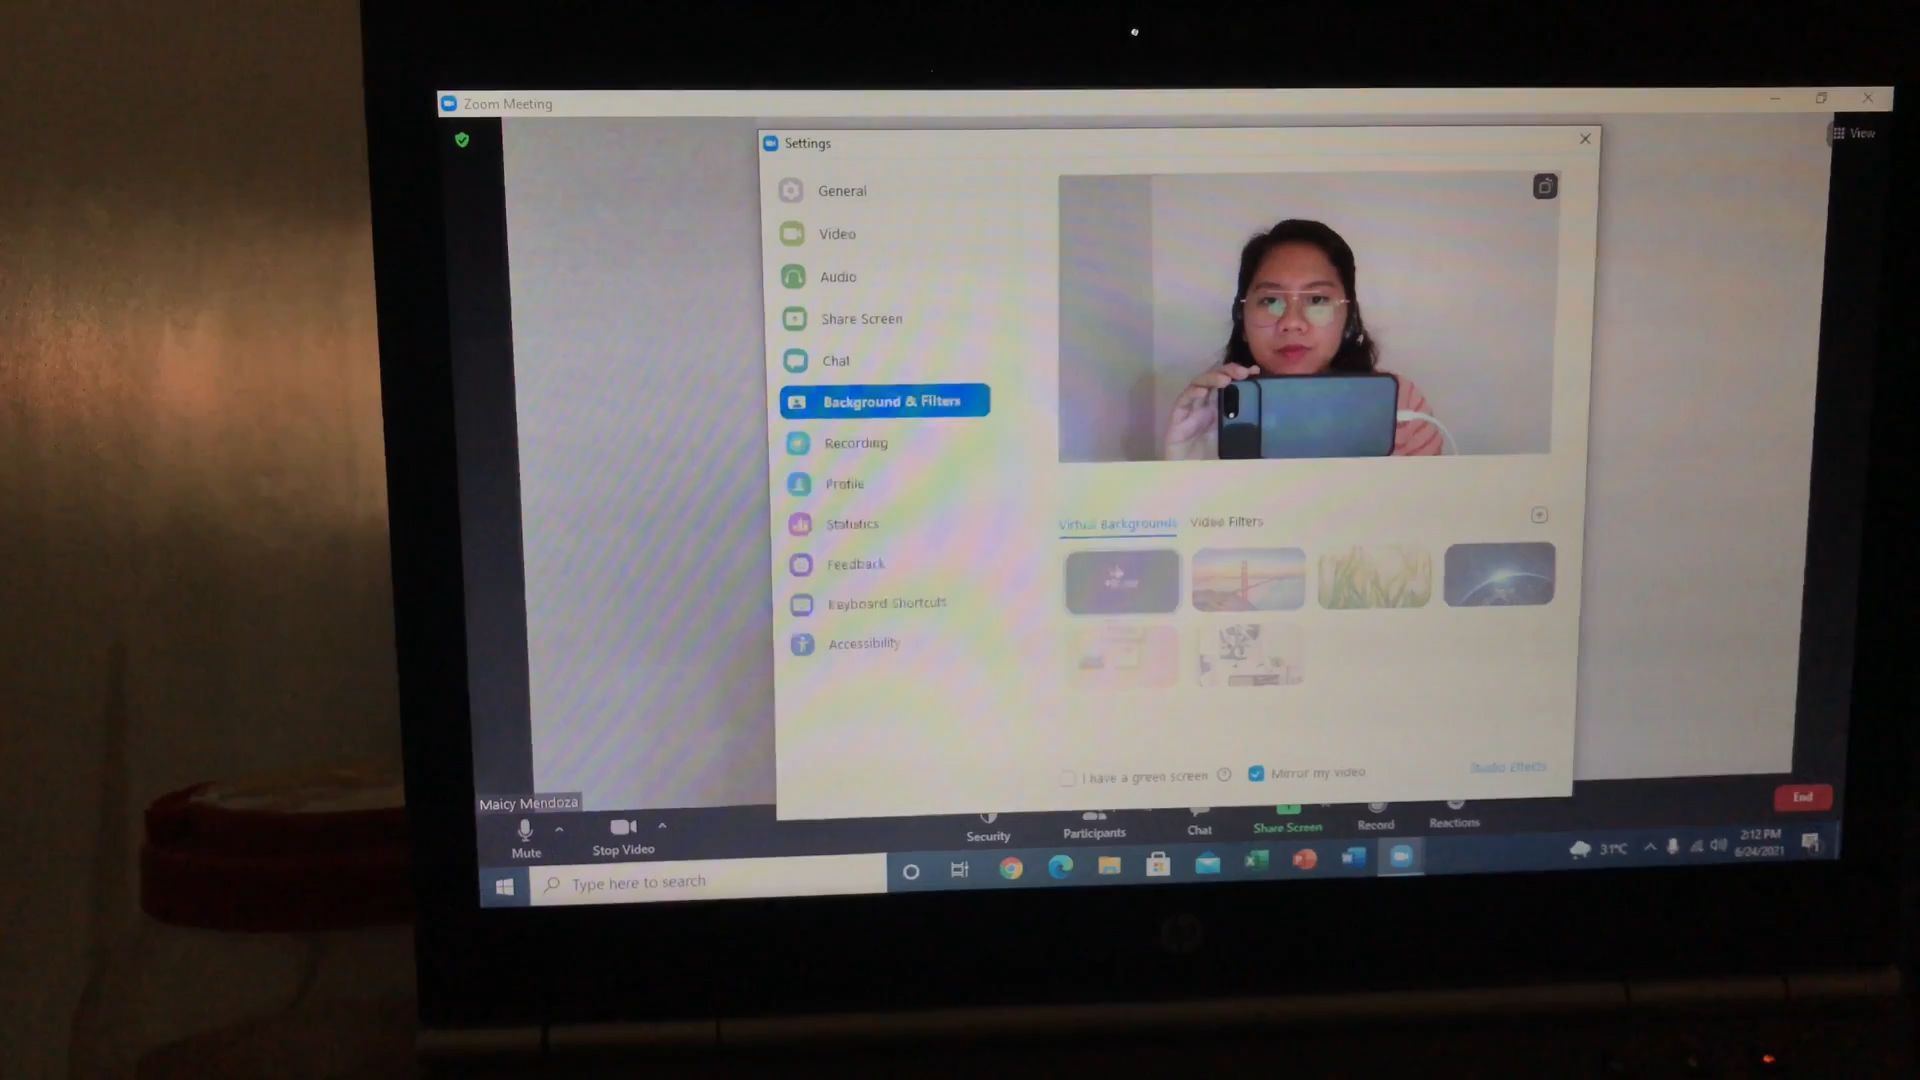 Zoom Meeting
View
Settings
General
Video
Audio
Share Screen
Chat
Background & Filters
Recording
Profile
Statistics
Feedback
Keyboard Shortcuts
Accessibility
Virtual Backgrounds
Video Filters
I have a green screen
Mirror my video
Studio Effects
Maicy Mendoza
Mute
Stop Video
Security
Participants
Chat
Share Screen
Record
Reactions
End
Type here to search
31°C
2:12 PM
6/24/2021